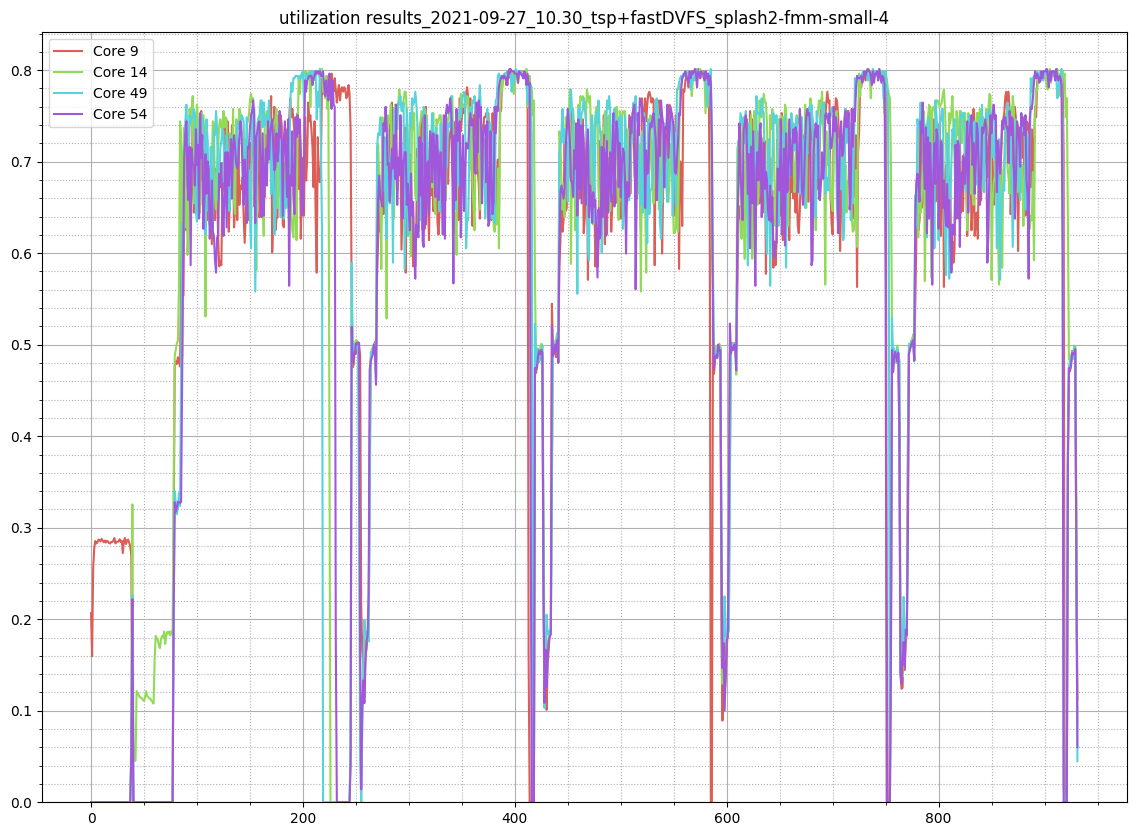 utilization results_2021-09-27_10.30_tsp+fastDVFS_splash2-fmm-small-4
Core 9
Core 14
Core 49
Core 54
0.8
0.7
0.6
0.5
0.4
0.3
0.2
0.1
0.0
0 200 400 600 800